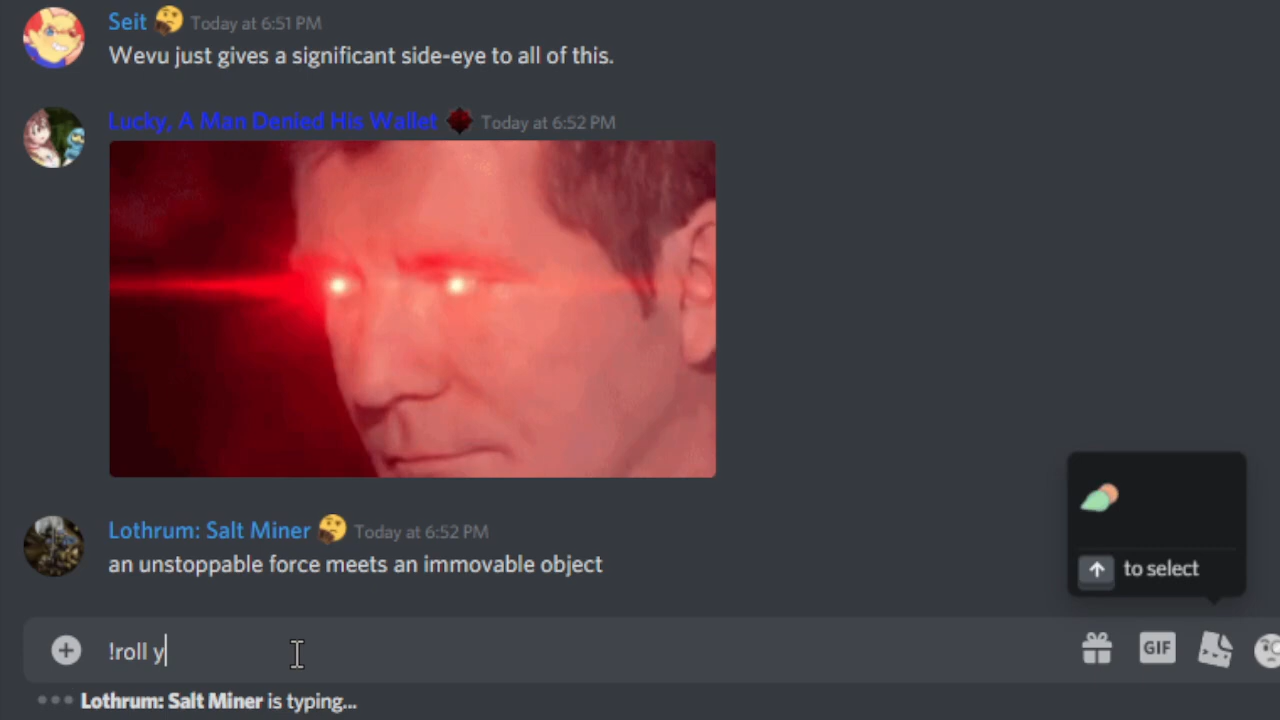 Seit Today at 6:51 PM
Wevu just gives a significant side-eye to all of this.
Lucky, A Man Denied His Wallet Today at 6:52 PM
Lothrum: Salt Miner Today at 6:52 PM
an unstoppable force meets an immovable object
to select
!roll y
GIF
Lothrum: Salt Miner is typing...